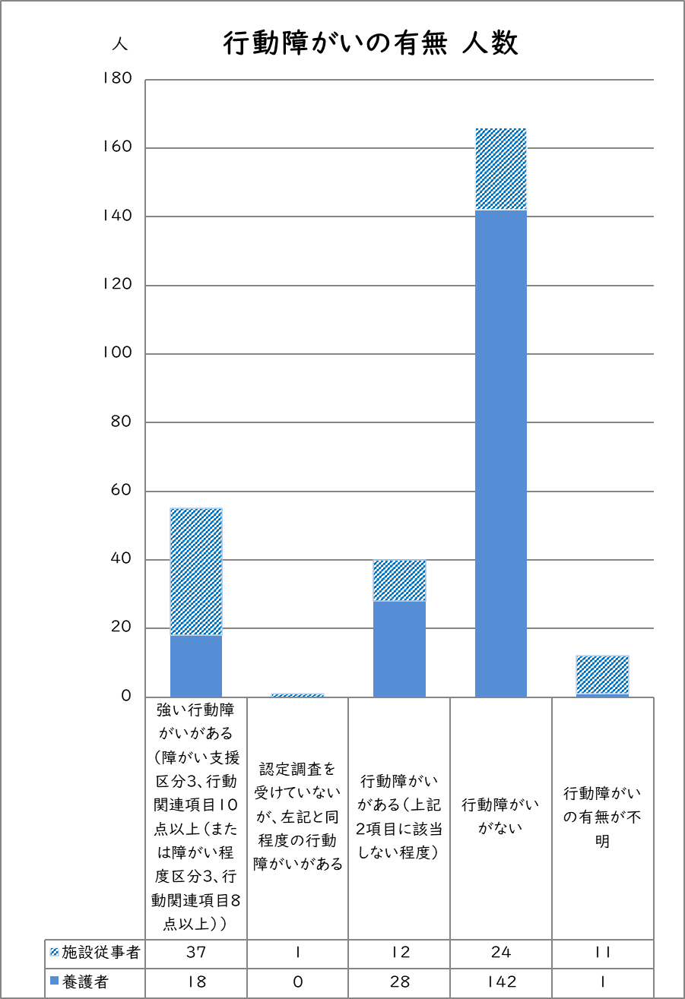 行動障がいの有無 人数
人
180
160
140
120
100
80
60
40
20
0
強い行動障
がいがある
（障がい支援
区分3、行動
関連項目10
点以上（また
は障がい程
度区分3、行
動関連項目8
点以上））
認定調査を
受けていない
が、左記と同
程度の行動
障がいがある
行動障がい
がある（上記
2項目に該当
しない程度）
行動障がい
がない
行動障がい
の有無が不
明
施設従事者 37 1 12 24 11
養護者 18 0 28 142 1